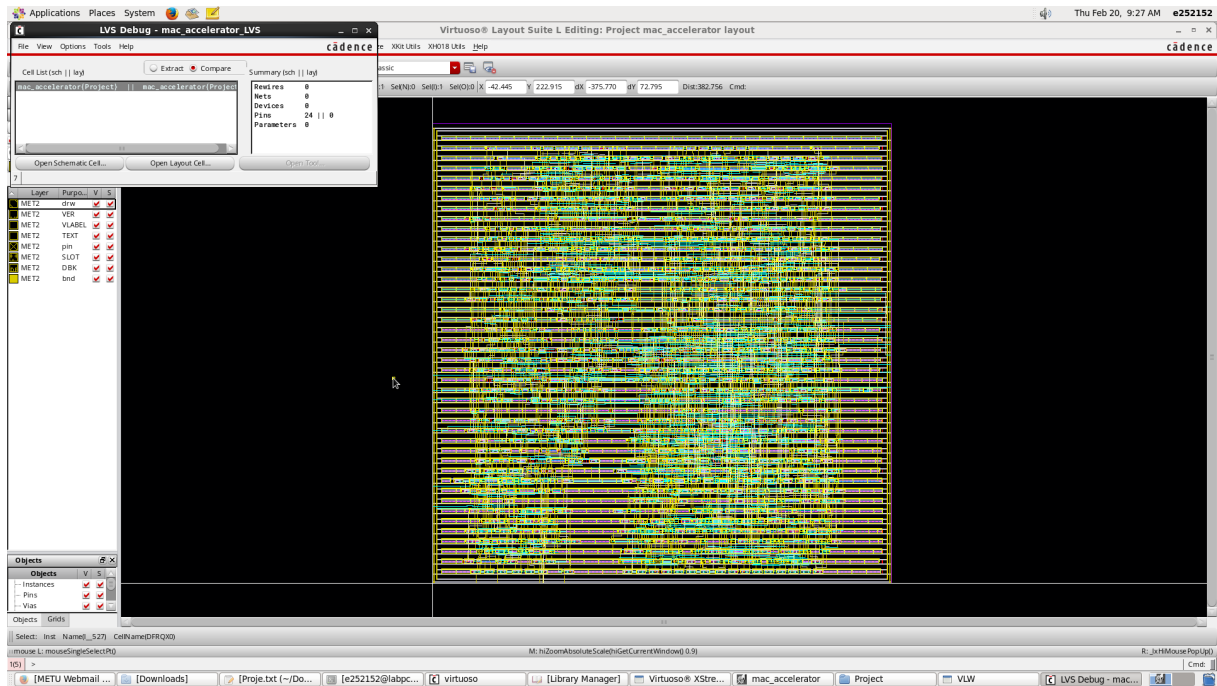 Applications Places System Thu Feb 20, 9:27 AM e252152
LVS Debug - mac_accelerator_LVS
Virtuoso® Layout Suite L Editing: Project mac_accelerator layout
File View Options Tools Help cādence
XKit Utils XH018 Utils Help cādence
Cell List (sch || lay) Extract Compare Summary (sch || lay)
assic
mac_accelerator(Project) || mac_accelerator(Project
Rewires 0
Nets 0
Devices 0
Pins 24 || 0
Parameters 0
:1 Sel(N):0 Sel(I):1 Sel(O):0 X -42.445 Y 222.915 dX -375.770 dY 72.795 Dist:382.756 Cmd:
Open Schematic Cell... Open Layout Cell... Open Tool...
7
Layer Purpo... V S
MET2 drw
MET2 VER
MET2 VLABEL
MET2 TEXT
MET2 pin
MET2 SLOT
MET2 DBK
MET2 bnd
Objects
Objects V S
Instances
Pins
Vias
Objects Grids
Select: Inst Name(I_527) CellName(DFRQX0)
mouse L: mouseSingleSelectPt() M: hiZoomAbsoluteScale(hiGetCurrentWindow() 0.9) R: _lxHiMousePopUp()
1(5) > Cmd:
[METU Webmail ... [Downloads] [Proje.txt (~/Do... [e252152@labpc... virtuoso [Library Manager] Virtuoso® XStre... mac_accelerator Project VLW LVS Debug - mac...